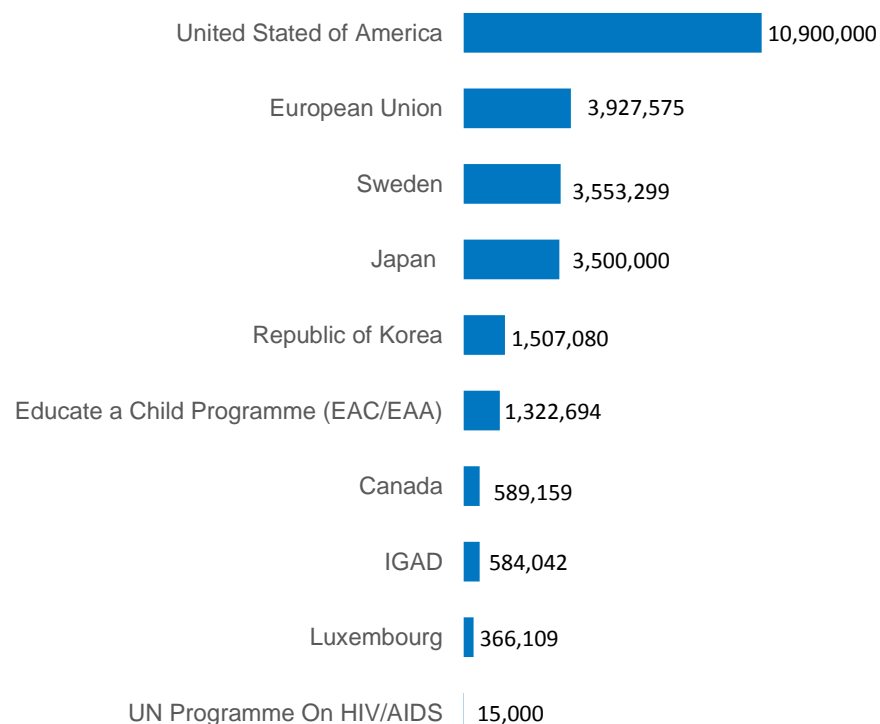 United Stated of America 10,900,000
European Union 3,927,575
Sweden 3,553,299
Japan 3,500,000
Republic of Korea 1,507,080
Educate a Child Programme (EAC/EAA) 1,322,694
Canada 589,159
IGAD 584,042
Luxembourg 366,109
UN Programme On HIV/AIDS 15,000